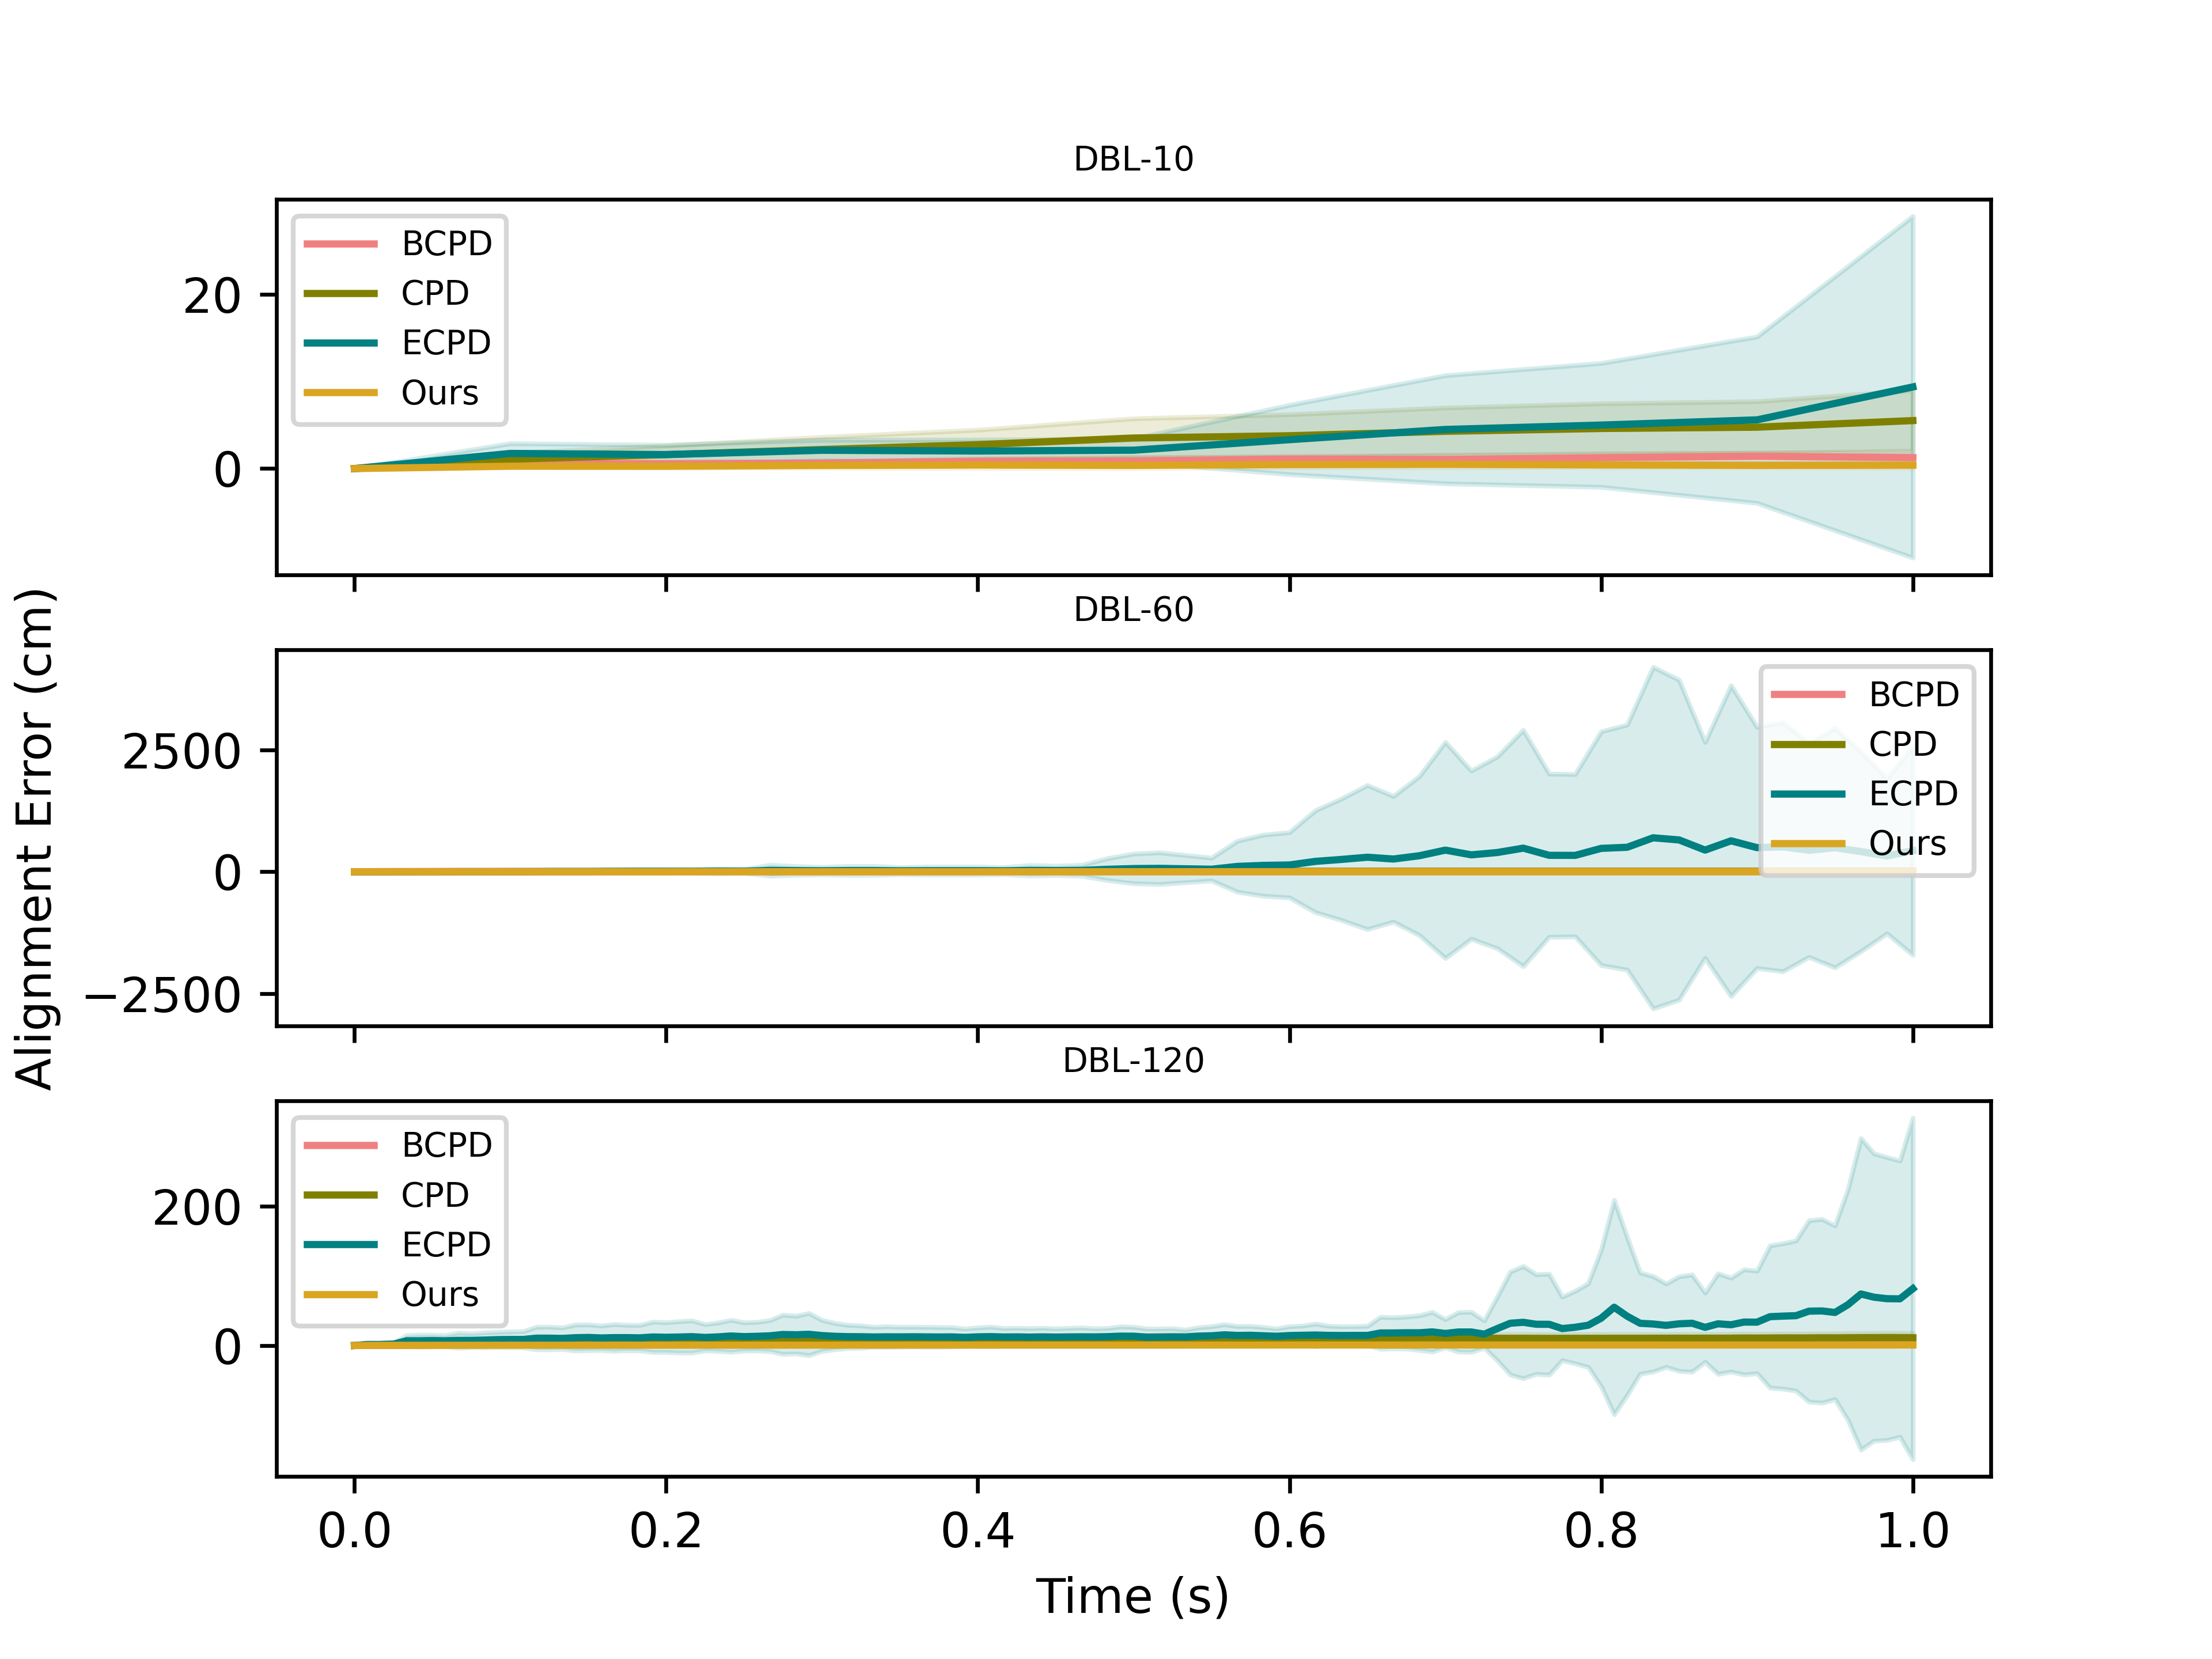 DBL-10
20
0
BCPD
CPD
ECPD
Ours
Alignment Error (cm)
DBL-60
2500
0
−2500
BCPD
CPD
ECPD
Ours
DBL-120
200
0
BCPD
CPD
ECPD
Ours
0.0 0.2 0.4 0.6 0.8 1.0
Time (s)